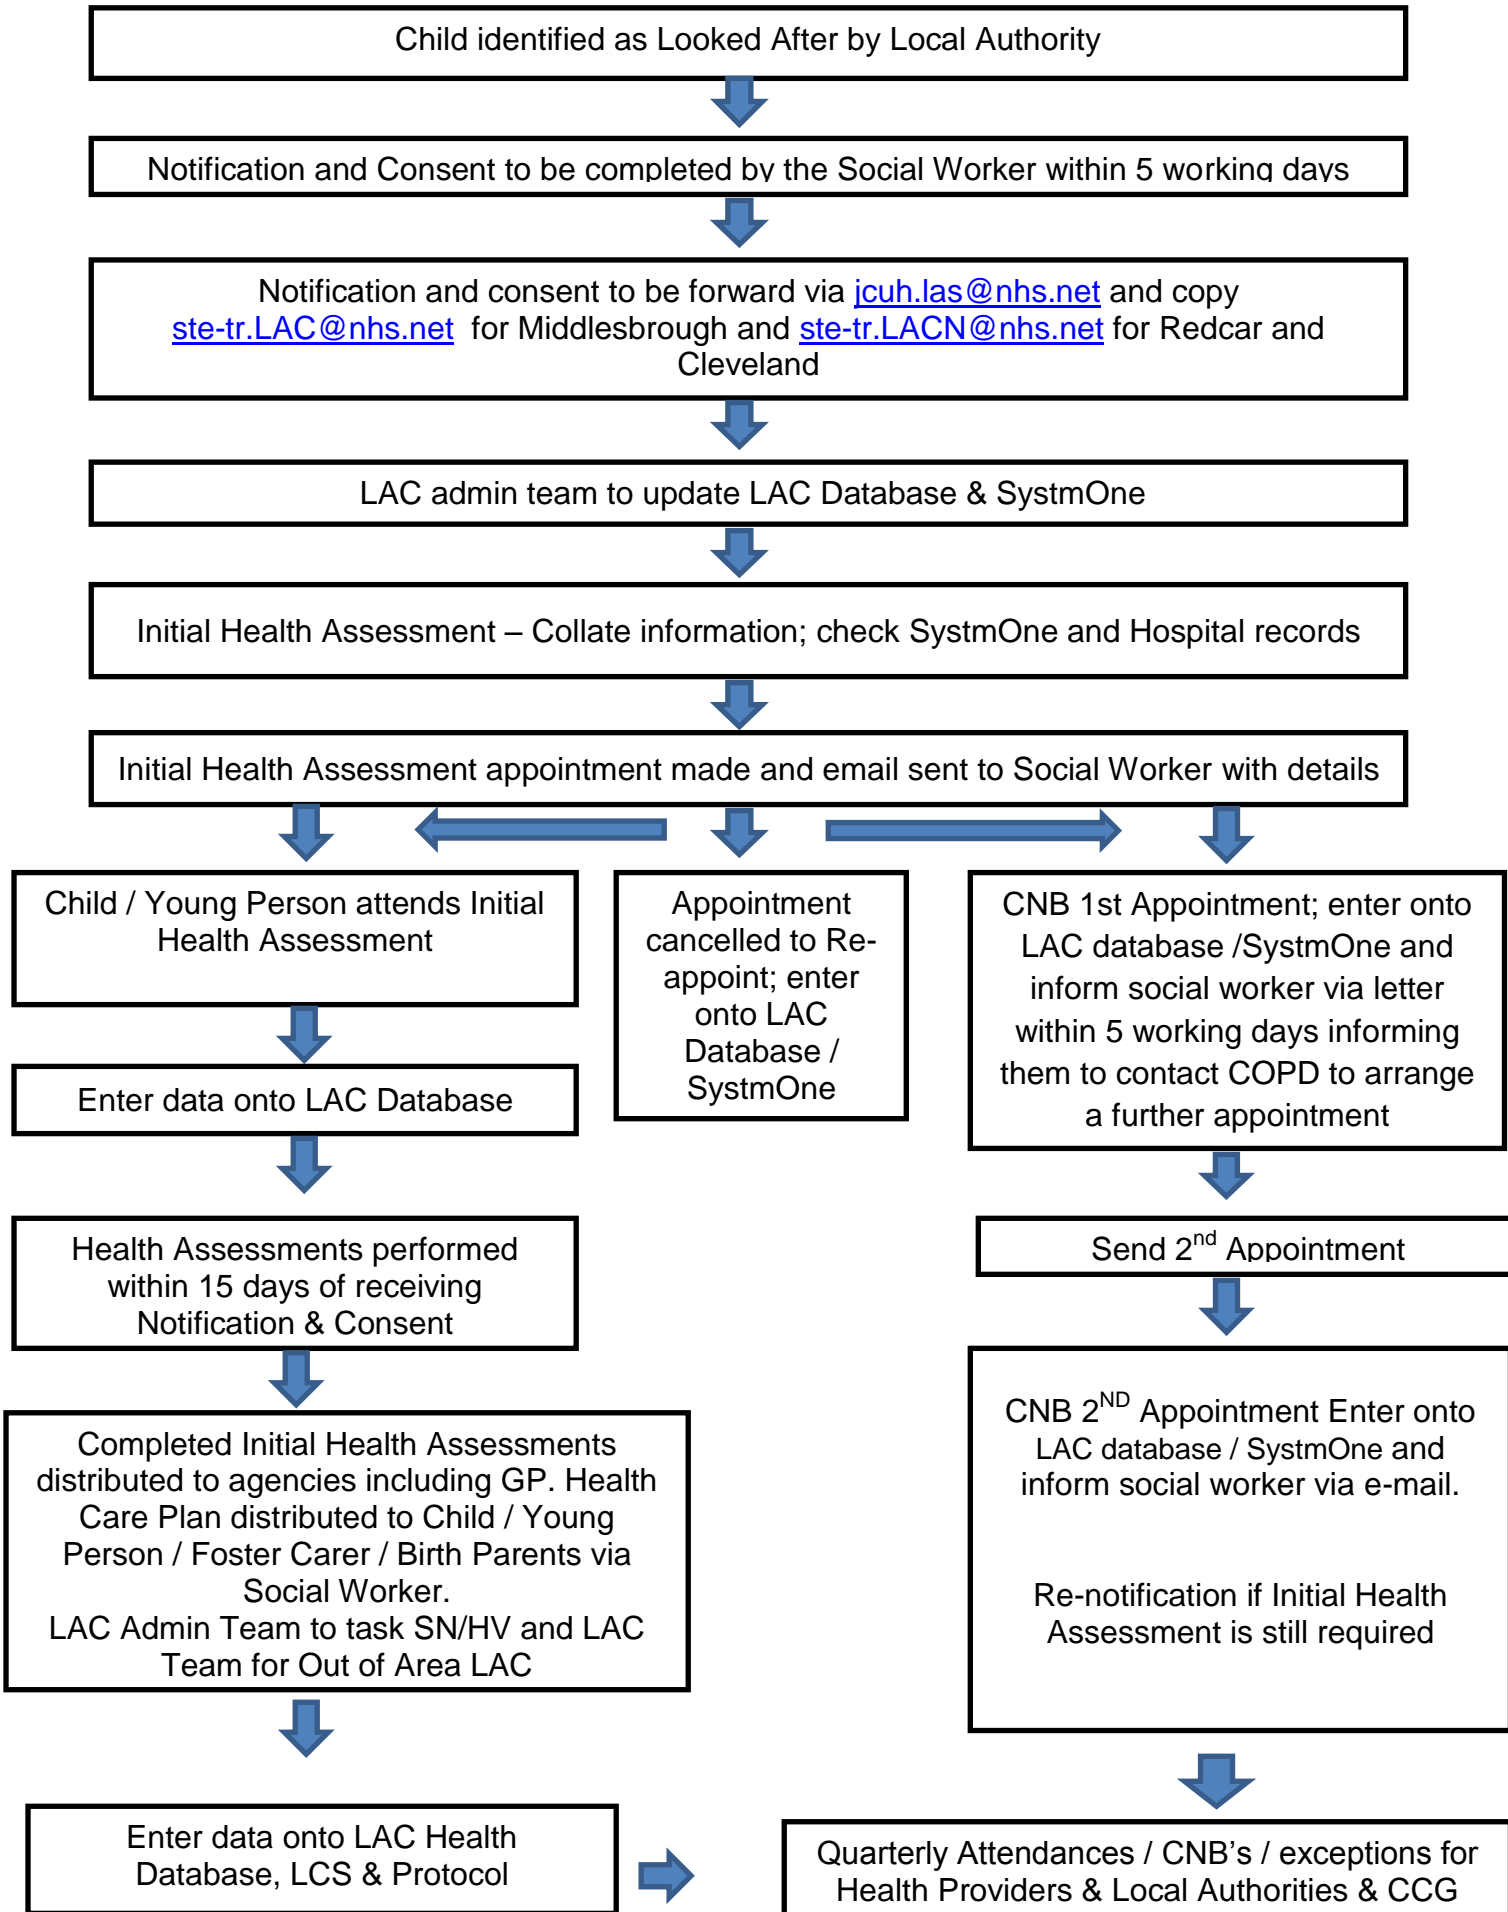 Child identified as Looked After by Local Authority
Notification and Consent to be completed by the Social Worker within 5 working days
Notification and consent to be forward via jcuh.las@nhs.net and copy
ste-tr.LAC@nhs.net for Middlesbrough and ste-tr.LACN@nhs.net for Redcar and
Cleveland
LAC admin team to update LAC Database & SystmOne
Initial Health Assessment – Collate information; check SystmOne and Hospital records
Initial Health Assessment appointment made and email sent to Social Worker with details
Child / Young Person attends Initial
Health Assessment
Enter data onto LAC Database
Health Assessments performed
within 15 days of receiving
Notification & Consent
Completed Initial Health Assessments
distributed to agencies including GP. Health
Care Plan distributed to Child / Young
Person / Foster Carer / Birth Parents via
Social Worker.
LAC Admin Team to task SN/HV and LAC
Team for Out of Area LAC
Enter data onto LAC Health
Database, LCS & Protocol
Appointment
cancelled to Re-
appoint; enter
onto LAC
Database /
SystmOne
CNB 1st Appointment; enter onto
LAC database /SystmOne and
inform social worker via letter
within 5 working days informing
them to contact COPD to arrange
a further appointment
Send 2nd Appointment
CNB 2ND Appointment Enter onto
LAC database / SystmOne and
inform social worker via e-mail.
Re-notification if Initial Health
Assessment is still required
Quarterly Attendances / CNB's / exceptions for
Health Providers & Local Authorities & CCG